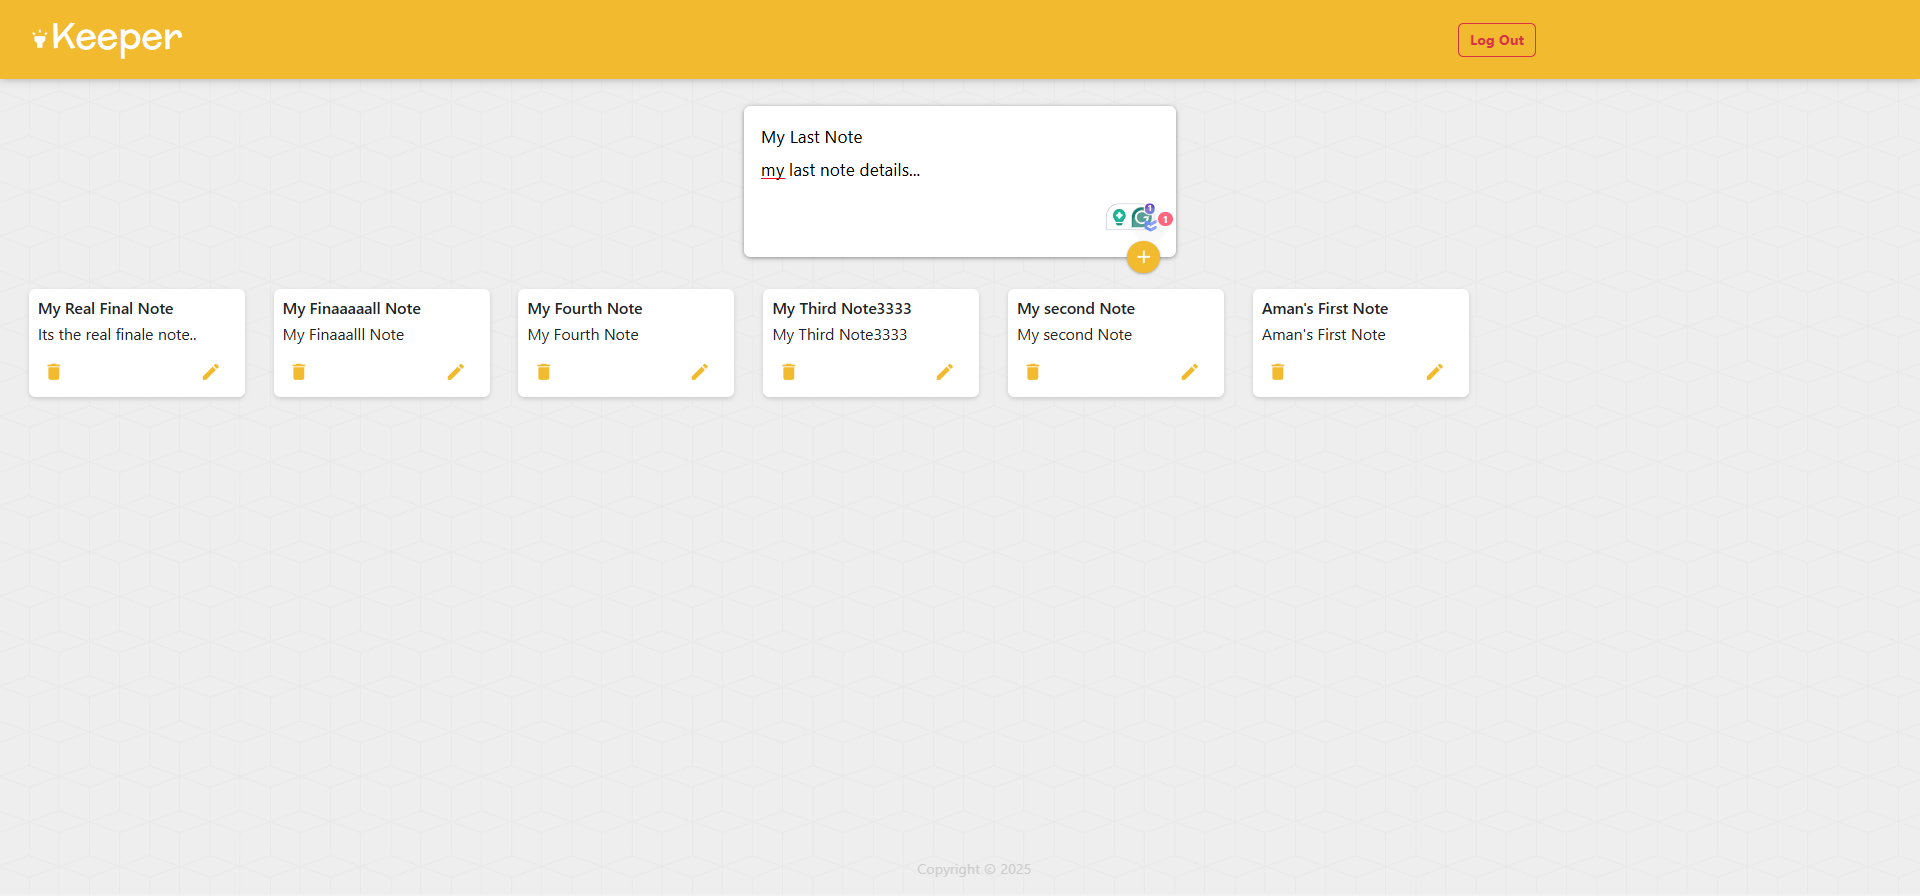 Keeper
Log Out
My Last Note
my last note details...
1
1
+
My Real Final Note
Its the real finale note..
My Finaaaaall Note
My Finaaalll Note
My Fourth Note
My Fourth Note
My Third Note3333
My Third Note3333
My second Note
My second Note
Aman's First Note
Aman's First Note
Copyright © 2025